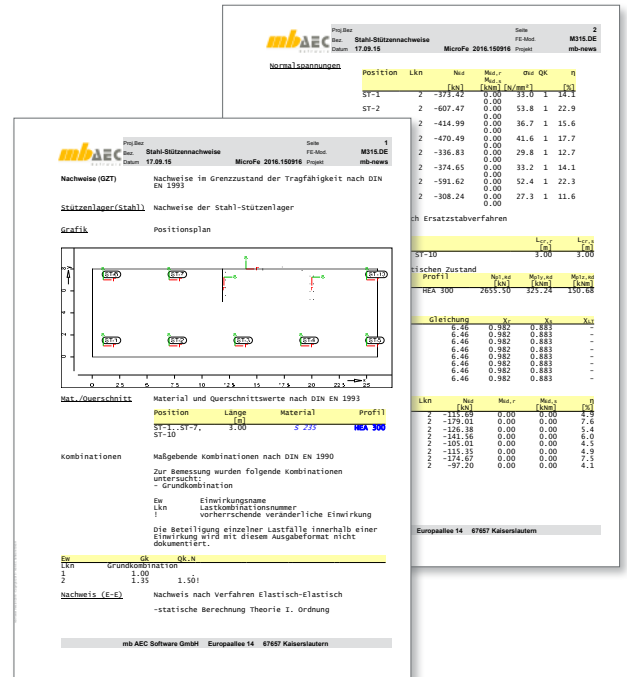 mbAEC
Software
Proj.Bez Seite 1
Bez. Stahl-Stützennachweise FE-Mod. M315.DE
Datum 17.09.15 MicroFe 2016.150916 Projekt mb-news
Nachweise (GZT) Nachweise im Grenzzustand der Tragfähigkeit nach DIN
EN 1993
Stützenlager(Stahl) Nachweise der Stahl-Stützenlager
Grafik Positionsplan
ST-6 ST-7 ST-10
ST-1 ST-2 ST-3 ST-4 ST-5
8
6
4
2
0
0 2.5 5 7.5 10 12.5 15 17.5 20 22.5 25
Mat./Querschnitt Material und Querschnittswerte nach DIN EN 1993
Position Länge Material Profil
[m]
ST-1..ST-7, 3.00 S 235 HEA 300
ST-10
Kombinationen Maßgebende Kombinationen nach DIN EN 1990
Zur Bemessung wurden folgende Kombinationen
untersucht:
- Grundkombination
Ew Einwirkungsname
Lkn Lastkombinationsnummer
! vorherrschende veränderliche Einwirkung
Die Beteiligung einzelner Lastfälle innerhalb einer
Einwirkung wird mit diesem Ausgabeformat nicht
dokumentiert.
Ew Gk Qk.N
Lkn Grundkombination
1 1.00 .
2 1.35 1.50!
Nachweis (E-E) Nachweis nach Verfahren Elastisch-Elastisch
-statische Berechnung Theorie I. Ordnung
mb AEC Software GmbH Europaallee 14 67657 Kaiserslautern
mbAEC
Software
Proj.Bez Seite 2
Bez. Stahl-Stützennachweise FE-Mod. M315.DE
Datum 17.09.15 MicroFe 2016.150916 Projekt mb-news
Normalspannungen
Position Lkn NEd MEd,r σEd QK η
MEd,s
[kN] [kNm] [N/mm²] [%]
ST-1 2 -373.42 0.00 33.0 1 14.1
0.00
ST-2 2 -607.47 0.00 53.8 1 22.9
0.00
2 -414.99 0.00 36.7 1 15.6
0.00
2 -470.49 0.00 41.6 1 17.7
0.00
2 -336.83 0.00 29.8 1 12.7
0.00
2 -374.65 0.00 33.2 1 14.1
0.00
2 -591.62 0.00 52.4 1 22.3
0.00
2 -308.24 0.00 27.3 1 11.6
0.00
ch Ersatzstabverfahren
Lcr,r Lcr,s
[m] [m]
ST-10 3.00 3.00
tischen Zustand
Profil Npl,Rd Mply,Rd Mplz,Rd
[kN] [kNm] [kNm]
HEA 300 2655.50 325.24 150.68
Gleichung χr χs χLT
6.46 0.982 0.883 -
6.46 0.982 0.883 -
6.46 0.982 0.883 -
6.46 0.982 0.883 -
6.46 0.982 0.883 -
6.46 0.982 0.883 -
6.46 0.982 0.883 -
Lkn NEd MEd,r MEd,s η
[kN] [kNm] [%]
2 -115.69 0.00 0.00 4.9
2 -179.01 0.00 0.00 7.6
2 -126.38 0.00 0.00 5.4
2 -141.56 0.00 0.00 6.0
2 -105.01 0.00 0.00 4.5
2 -115.35 0.00 0.00 4.9
2 -174.67 0.00 0.00 7.5
2 -97.20 0.00 0.00 4.1
Europaallee 14 67657 Kaiserslautern